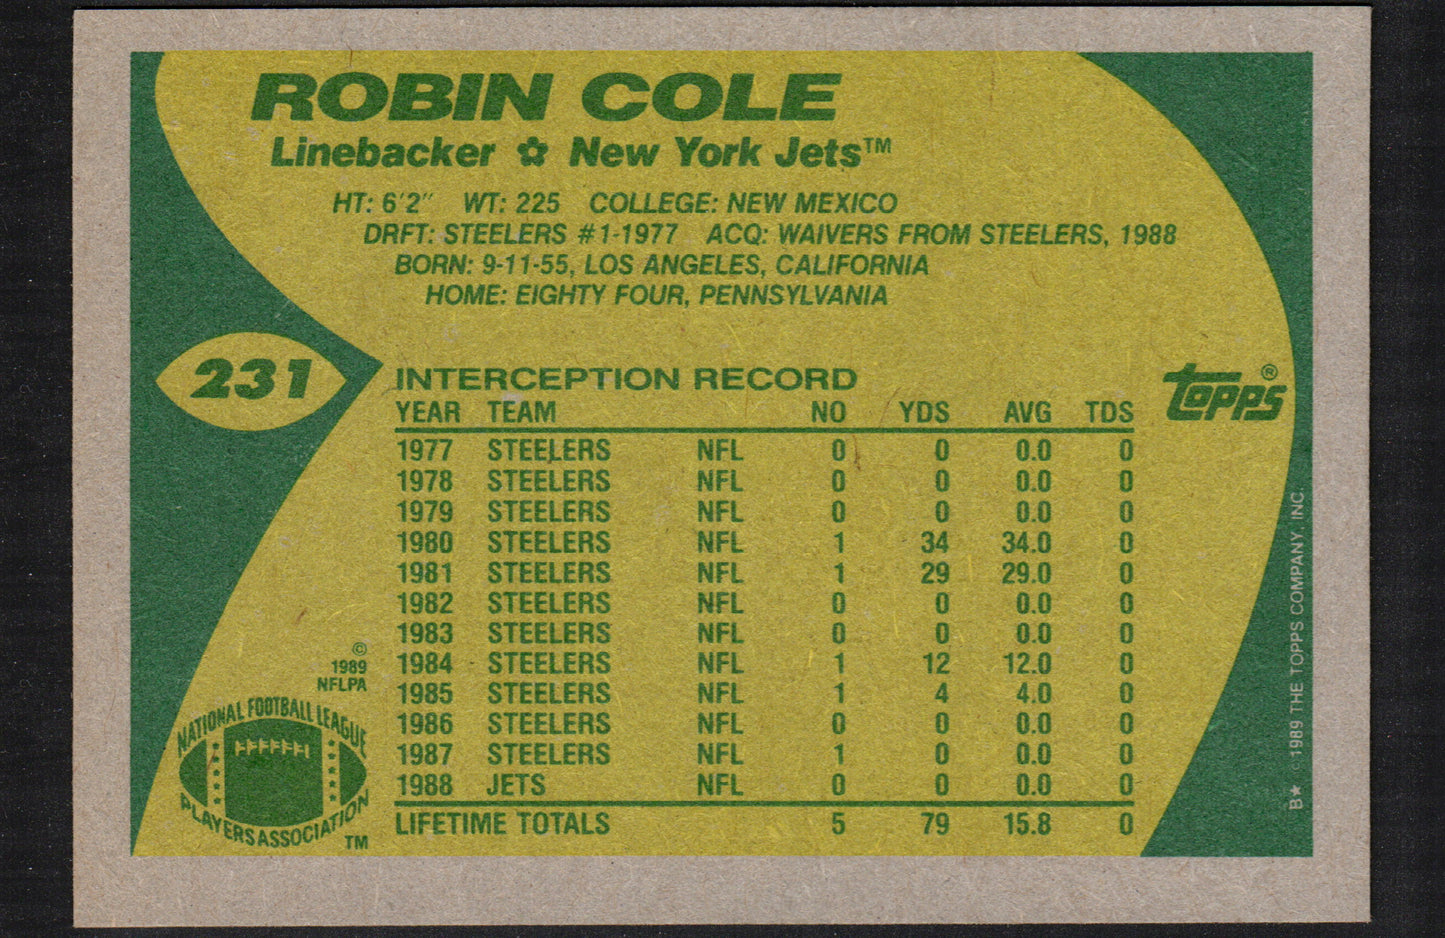 ROBIN COLE
Linebacker ✿ New York Jets™
HT: 6'2" WT: 225 COLLEGE: NEW MEXICO
DRFT: STEELERS #1-1977 ACQ: WAIVERS FROM STEELERS, 1988
BORN: 9-11-55, LOS ANGELES, CALIFORNIA
HOME: EIGHTY FOUR, PENNSYLVANIA
231
topps®
INTERCEPTION RECORD
YEAR TEAM NO YDS AVG TDS
1977 STEELERS NFL 0 0 0.0 0
1978 STEELERS NFL 0 0 0.0 0
1979 STEELERS NFL 0 0 0.0 0
1980 STEELERS NFL 1 34 34.0 0
1981 STEELERS NFL 1 29 29.0 0
1982 STEELERS NFL 0 0 0.0 0
1983 STEELERS NFL 0 0 0.0 0
1984 STEELERS NFL 1 12 12.0 0
1985 STEELERS NFL 1 4 4.0 0
1986 STEELERS NFL 0 0 0.0 0
1987 STEELERS NFL 1 0 0.0 0
1988 JETS NFL 0 0 0.0 0
LIFETIME TOTALS 5 79 15.8 0
©
1989
NFLPA
NATIONAL FOOTBALL LEAGUE
PLAYERS ASSOCIATION
TM
B★ 1989 THE TOPPS COMPANY, INC.